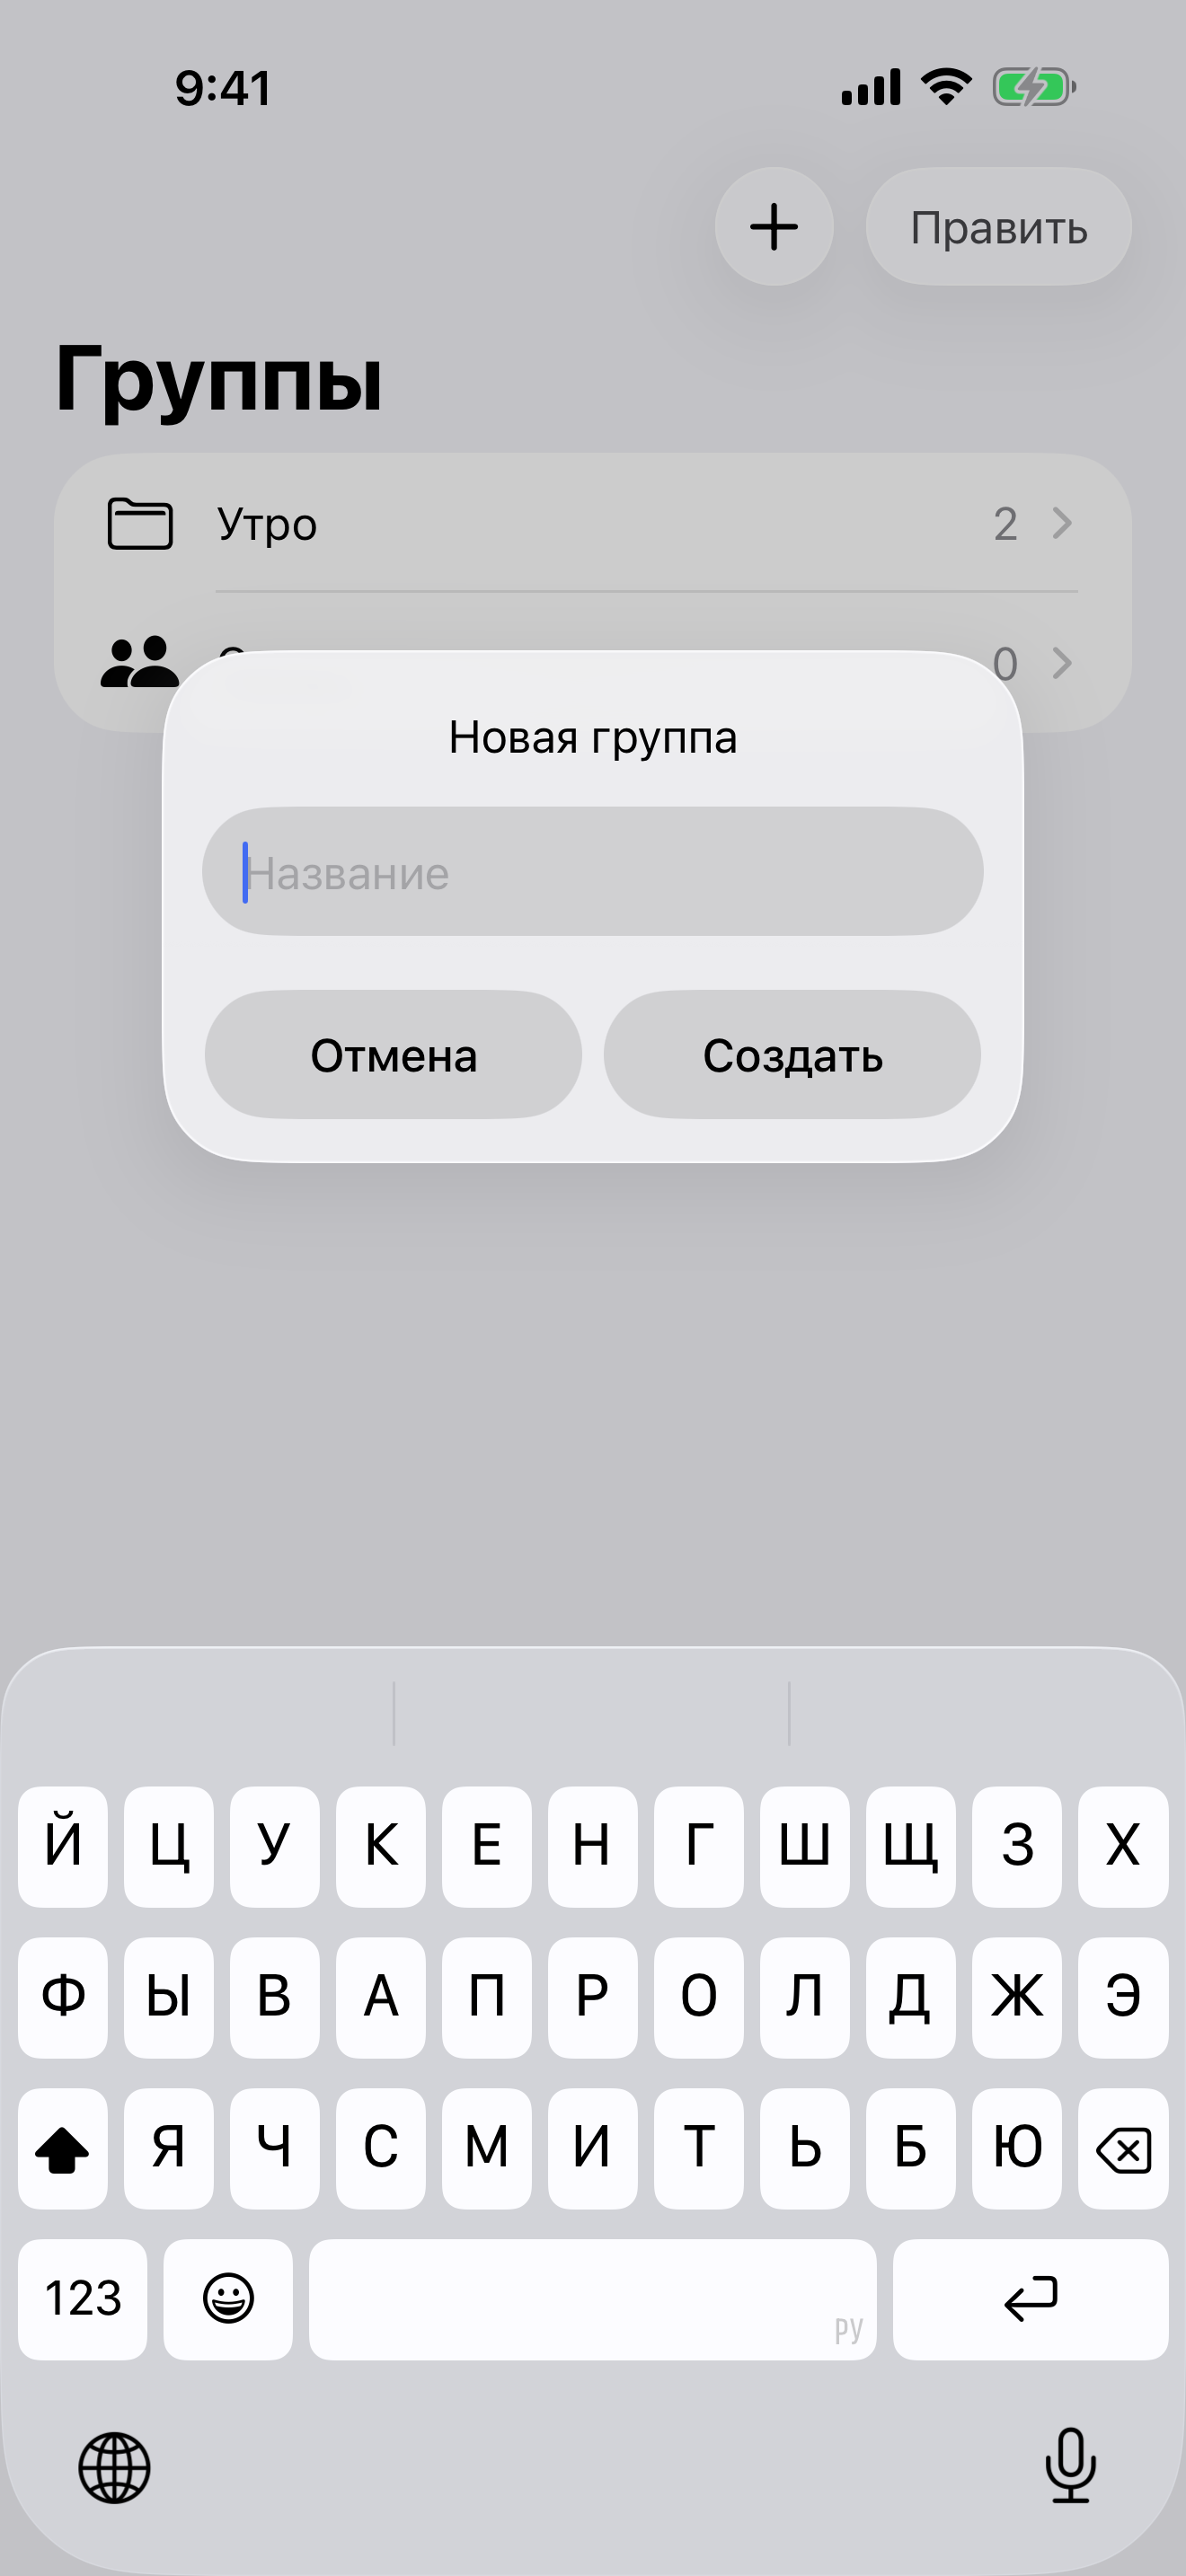 9:41
Править
Группы
Утро 2
0
Новая группа
Название
Отмена Создать
Й Ц У К Е Н Г Ш Щ З Х
Ф Ы В А П Р О Л Д Ж Э
Я Ч С М И Т Ь Б Ю
123
РУ